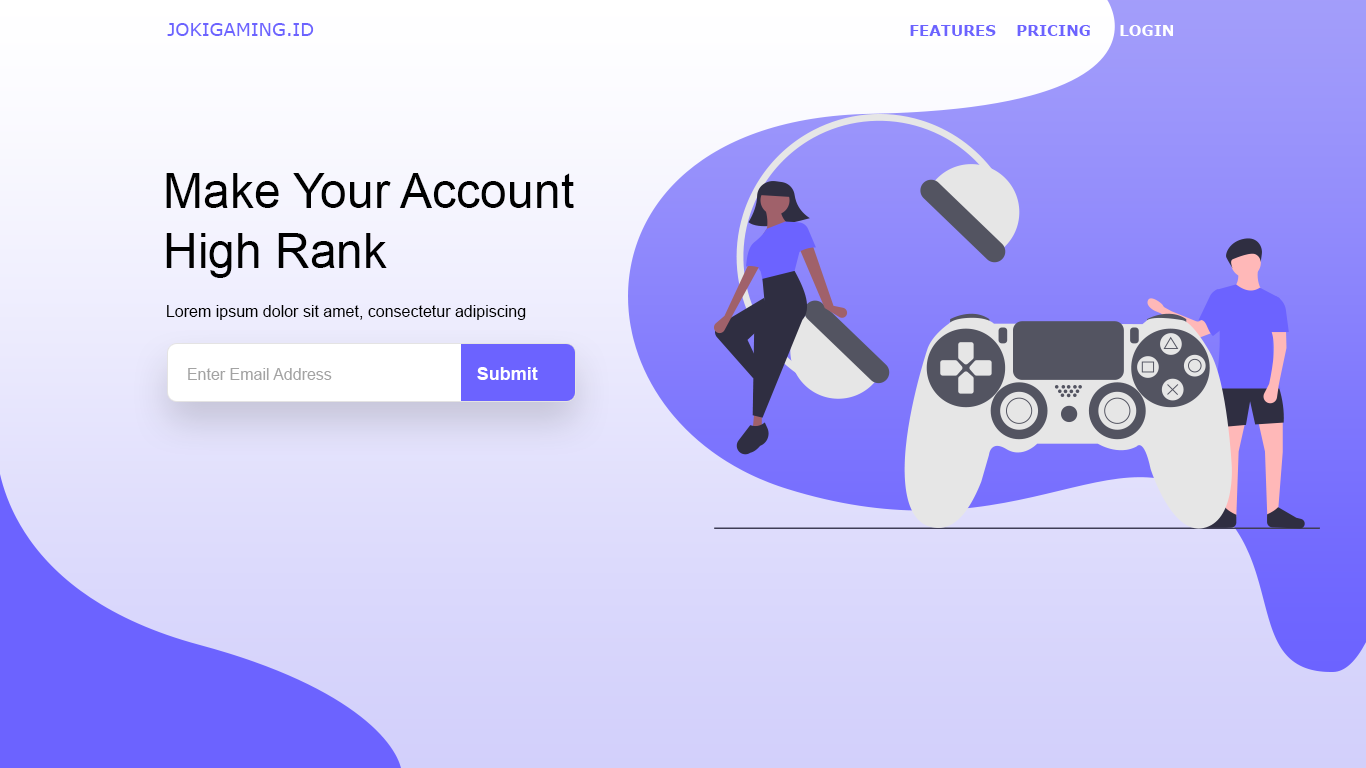 JOKIGAMING.ID
FEATURES PRICING LOGIN
Make Your Account
High Rank
Lorem ipsum dolor sit amet, consectetur adipiscing
Enter Email Address Submit